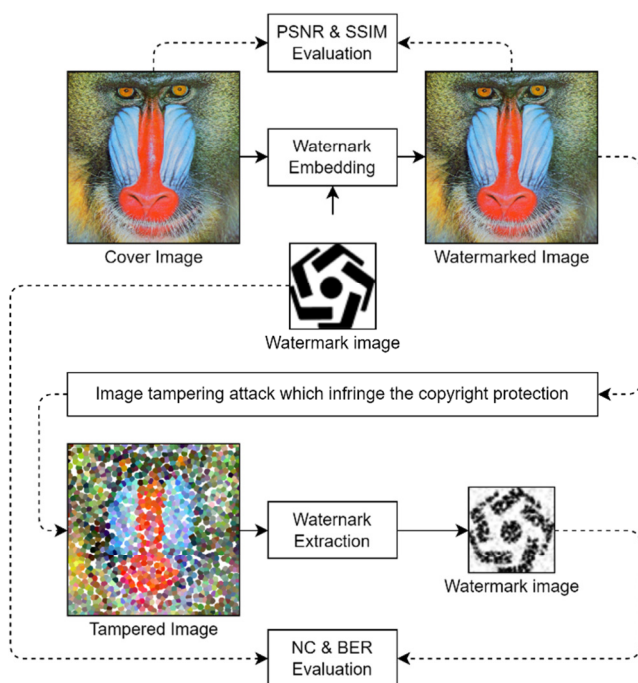 PSNR & SSIM
Evaluation
Waternark
Embedding
Cover Image
Watermarked Image
Watermark image
Image tampering attack which infringe the copyright protection
Waternark
Extraction
Watermark image
Tampered Image
NC & BER
Evaluation